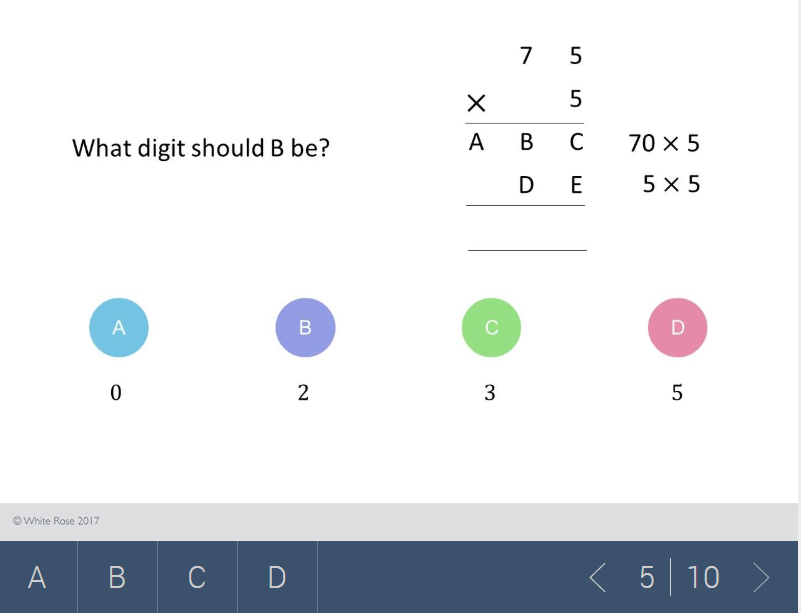 7 5
× 5
What digit should B be?
A B C 70 × 5
D E 5 × 5
A B C D
0 2 3 5
© White Rose 2017
A B C D < 5 | 10 >